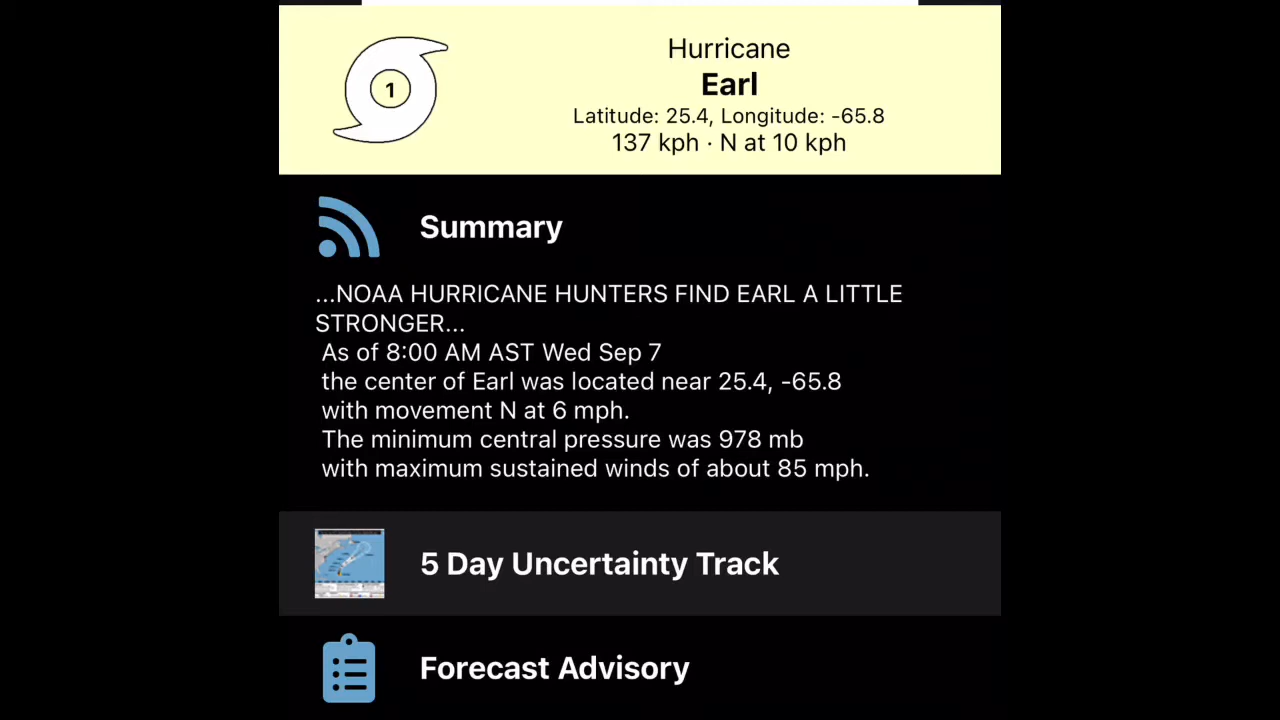 Hurricane
1
Earl
Latitude: 25.4, Longitude: -65.8
137 kph · N at 10 kph
Summary
...NOAA HURRICANE HUNTERS FIND EARL A LITTLE
STRONGER...
As of 8:00 AM AST Wed Sep 7
the center of Earl was located near 25.4, -65.8
with movement N at 6 mph.
The minimum central pressure was 978 mb
with maximum sustained winds of about 85 mph.
5 Day Uncertainty Track
Forecast Advisory